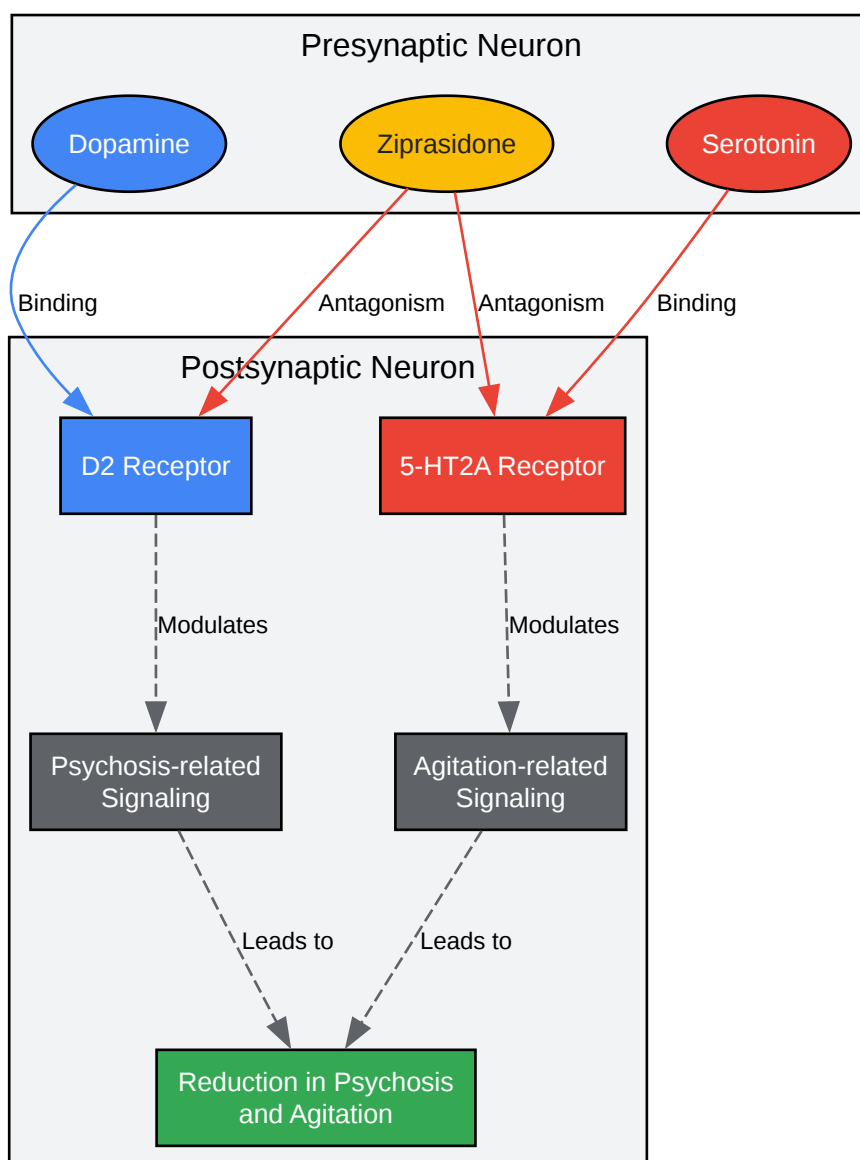 Presynaptic Neuron
Dopamine
Ziprasidone
Serotonin
Binding
Antagonism
Antagonism
Binding
Postsynaptic Neuron
D2 Receptor
5-HT2A Receptor
Modulates
Modulates
Psychosis-related
Signaling
Agitation-related
Signaling
Leads to
Leads to
Reduction in Psychosis
and Agitation